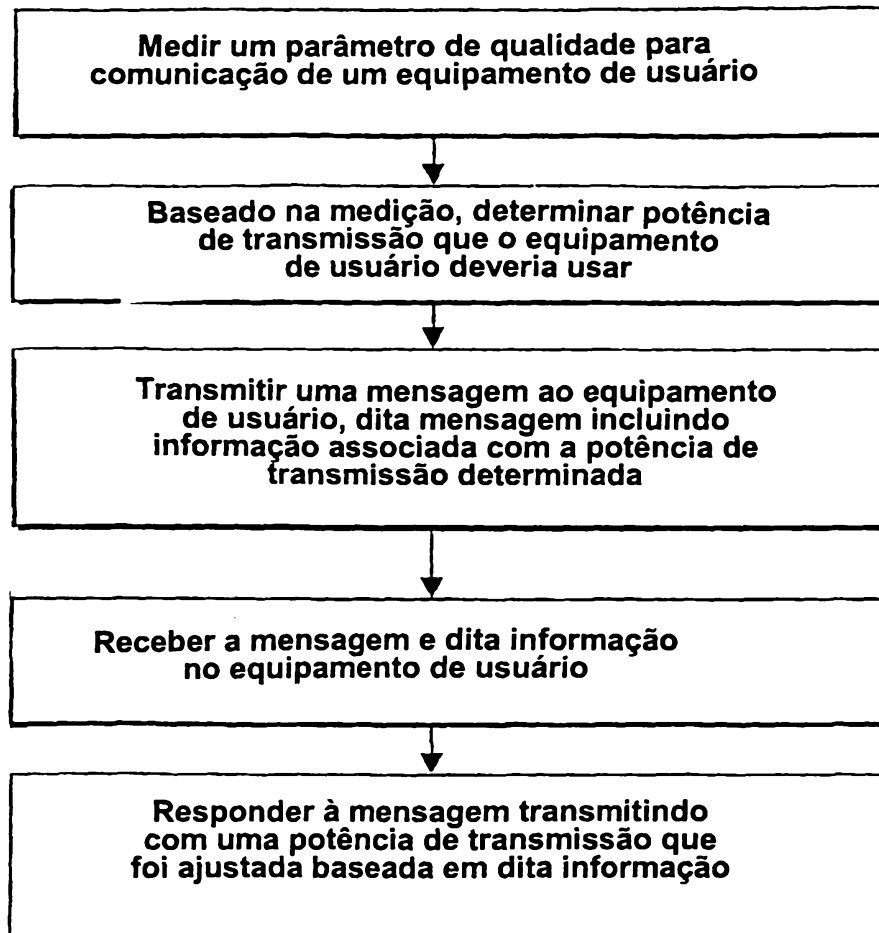 Medir um parâmetro de qualidade para
comunicação de um equipamento de usuário
Baseado na medição, determinar potência
de transmissão que o equipamento
de usuário deveria usar
Transmitir uma mensagem ao equipamento
de usuário, dita mensagem incluindo
informação associada com a potência de
transmissão determinada
Receber a mensagem e dita informação
no equipamento de usuário
Responder à mensagem transmitindo
com uma potência de transmissão que
foi ajustada baseada em dita informação